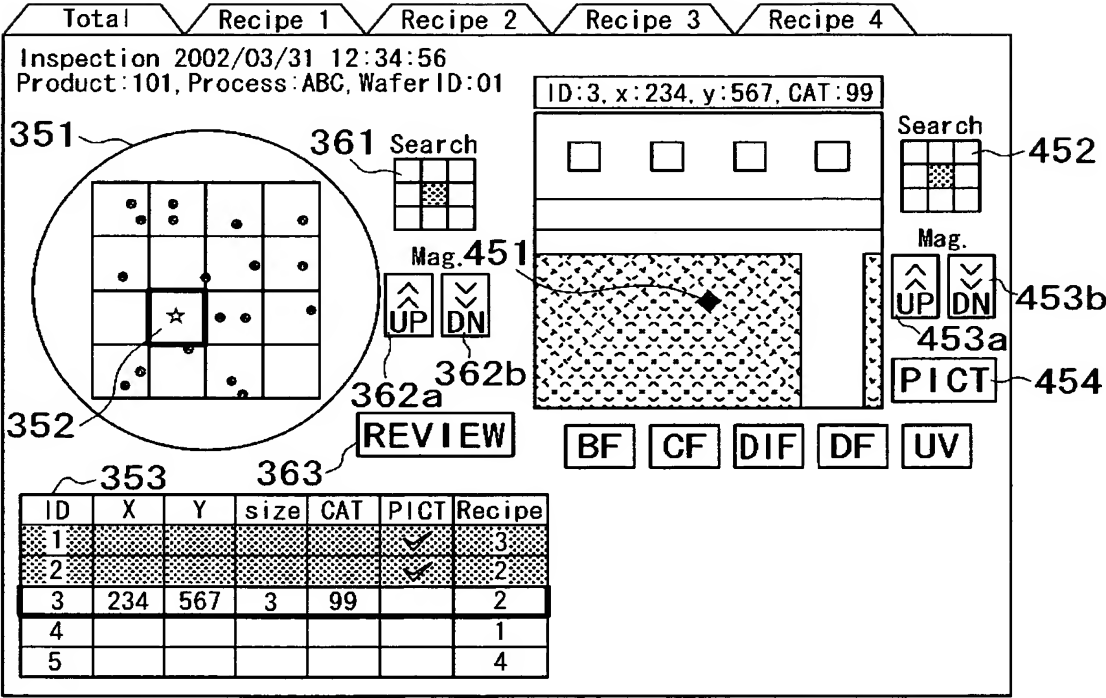 Total Recipe 1 Recipe 2 Recipe 3 Recipe 4
Inspection 2002/03/31 12:34:56
Product:101, Process:ABC, WaferID:01
ID:3, x:234, y:567, CAT:99
351
361
Search
Mag.
UP DN
362a
362b
352
REVIEW
363
451
Search
452
Mag.
UP DN
453b
453a
PICT
454
BF CF DIF DF UV
353
ID X Y size CAT PICT Recipe
1 3
2 2
3 234 567 3 99 2
4 1
5 4